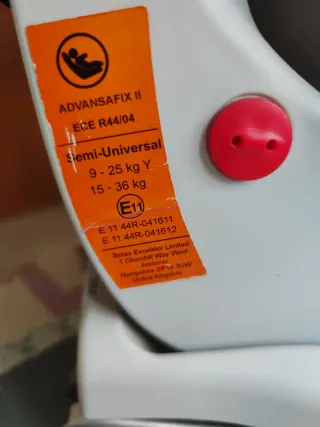 ADVANSAFIX II
ECE R44/04
Semi-Universal
9 - 25 kg Y
15 - 36 kg
E11
E 11 44R-041611
E 11 44R-041612
Britax Excelsior Limited
1 Churchill Way West
Andover
Hampshire SP10 3UW
United Kingdom